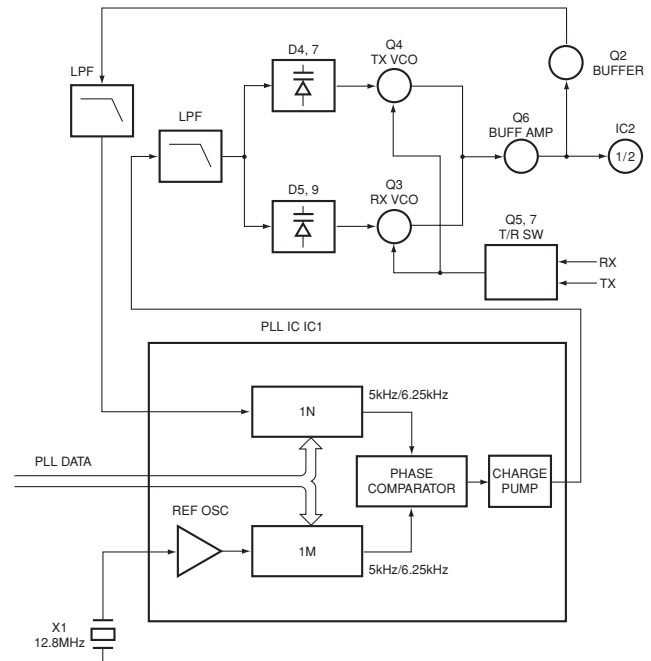 Q2
BUFFER
LPF
D4, 7
Q4
TX VCO
LPF
Q6
BUFF AMP
IC2
1/2
D5, 9
Q3
RX VCO
Q5, 7
T/R SW
RX
TX
PLL IC IC1
5kHz/6.25kHz
1N
PLL DATA
PHASE
COMPARATOR
CHARGE
PUMP
REF OSC
1M
5kHz/6.25kHz
X1
12.8MHz